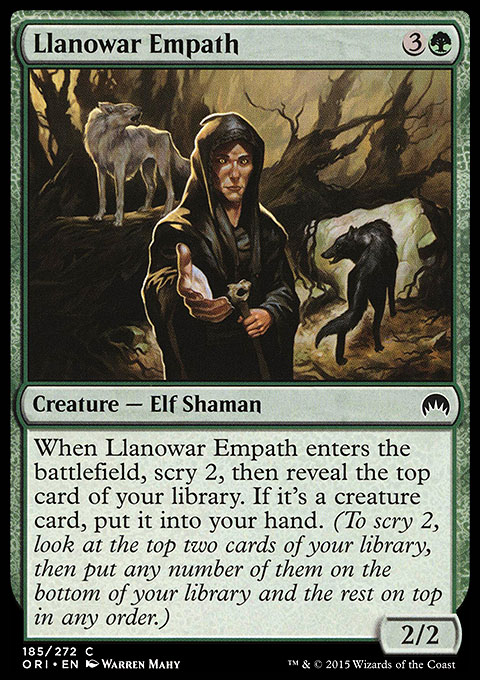 Llanowar Empath 3
Creature — Elf Shaman
When Llanowar Empath enters the
battlefield, scry 2, then reveal the top
card of your library. If it's a creature
card, put it into your hand. (To scry 2,
look at the top two cards of your library,
then put any number of them on the
bottom of your library and the rest on top
in any order.)
2/2
185/272 C
ORI • EN Warren Mahy
™ & © 2015 Wizards of the Coast